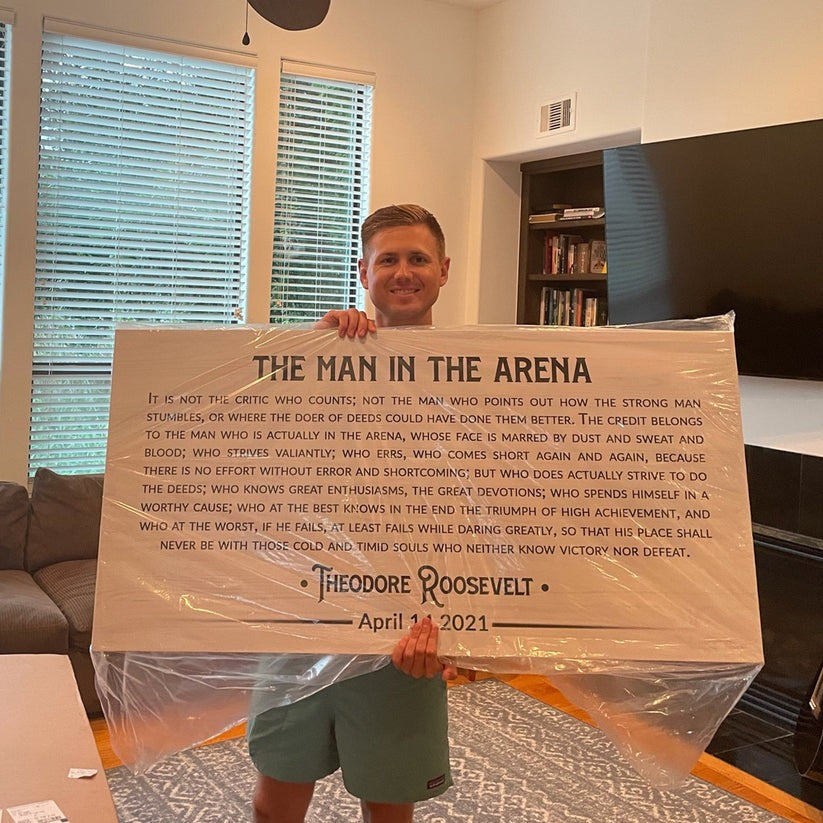 THE MAN IN THE ARENA
IT IS NOT THE CRITIC WHO COUNTS; NOT THE MAN WHO POINTS OUT HOW THE STRONG MAN
STUMBLES, OR WHERE THE DOER OF DEEDS COULD HAVE DONE THEM BETTER. THE CREDIT BELONGS
TO THE MAN WHO IS ACTUALLY IN THE ARENA, WHOSE FACE IS MARRED BY DUST AND SWEAT AND
BLOOD; WHO STRIVES VALIANTLY; WHO ERRS, WHO COMES SHORT AGAIN AND AGAIN, BECAUSE
THERE IS NO EFFORT WITHOUT ERROR AND SHORTCOMING; BUT WHO DOES ACTUALLY STRIVE TO DO
THE DEEDS; WHO KNOWS GREAT ENTHUSIASMS, THE GREAT DEVOTIONS; WHO SPENDS HIMSELF IN A
WORTHY CAUSE; WHO AT THE BEST KNOWS IN THE END THE TRIUMPH OF HIGH ACHIEVEMENT, AND
WHO AT THE WORST, IF HE FAILS, AT LEAST FAILS WHILE DARING GREATLY, SO THAT HIS PLACE SHALL
NEVER BE WITH THOSE COLD AND TIMID SOULS WHO NEITHER KNOW VICTORY NOR DEFEAT.
• THEODORE ROOSEVELT •
April 2021